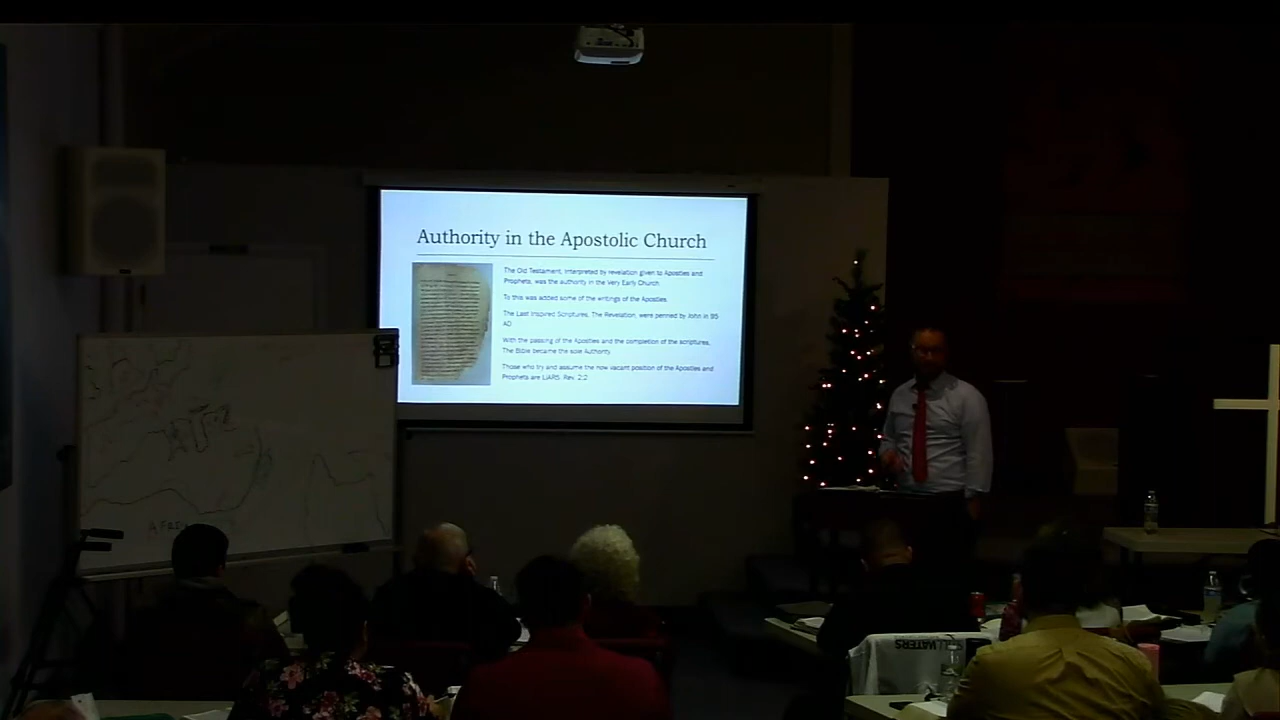 Authority in the Apostolic Church
The Old Testament, interpreted by revelation given to Apostles and
Prophets, was the authority in the Very Early Church.
To this was added some of the writings of the Apostles.
The Last Inspired Scriptures, The Revelation, were penned by John in 95
AD
With the passing of the Apostles and the completion of the scriptures,
The Bible became the sole Authority.
Those who try and assume the now vacant position of the Apostles and
Prophets are LIARS. Rev. 2:2
WATERS